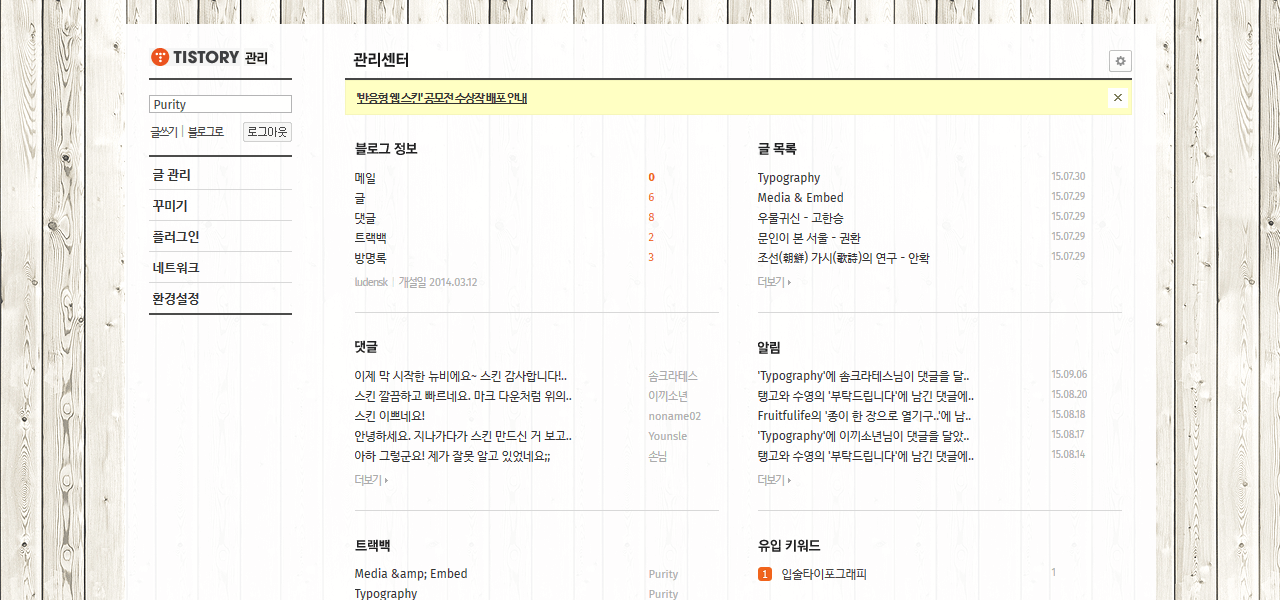 TISTORY 관리
Purity
글쓰기 | 블로그로 로그아웃
글 관리
꾸미기
플러그인
네트워크
환경설정
관리센터
'반응형 웹 스킨' 공모전 수상작 배포 안내
블로그 정보
메일 0
글 6
댓글 8
트랙백 2
방명록 3
ludensk | 개설일 2014.03.12
글 목록
Typography 15.07.30
Media & Embed 15.07.29
우물귀신 - 고한승 15.07.29
문인이 본 서울 - 권환 15.07.29
조선(朝鮮) 가시(歌詩)의 연구 - 안확 15.07.29
더보기
댓글
이제 막 시작한 뉴비에요~ 스킨 감사합니다!.. 솜크라테스
스킨 깔끔하고 빠르네요. 마크 다운처럼 위의.. 이끼소년
스킨 이쁘네요! noname02
안녕하세요. 지나가다가 스킨 만드신 거 보고.. Younsle
아하 그렇군요! 제가 잘못 알고 있었네요;; 손님
더보기
알림
'Typography'에 솜크라테스님이 댓글을 달.. 15.09.06
탱고와 수영의 '부탁드립니다'에 남긴 댓글에.. 15.08.20
Fruitfulife의 '종이 한 장으로 열기구..'에 남.. 15.08.18
'Typography'에 이끼소년님이 댓글을 달았.. 15.08.17
탱고와 수영의 '부탁드립니다'에 남긴 댓글에.. 15.08.14
더보기
트랙백
Media &amp; Embed Purity
Typography Purity
유입 키워드
1 입술타이포그래피 1